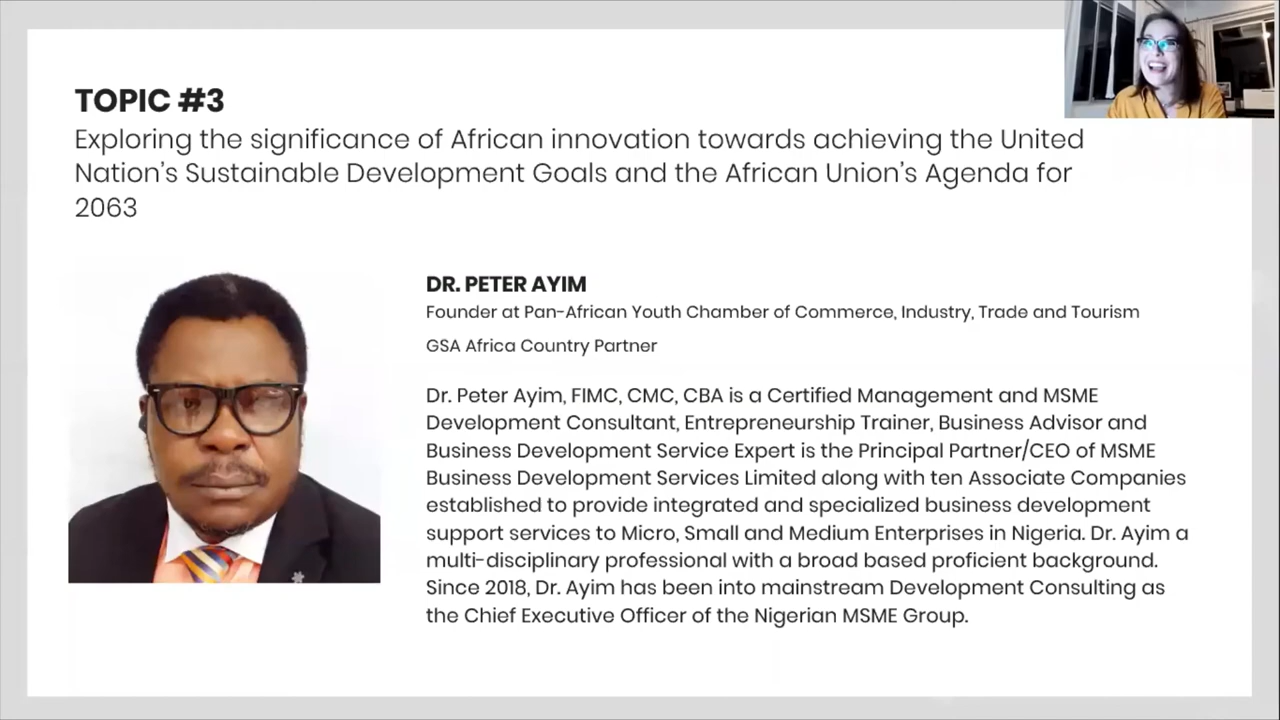 TOPIC #3
Exploring the significance of African innovation towards achieving the United
Nation's Sustainable Development Goals and the African Union's Agenda for
2063
DR. PETER AYIM
Founder at Pan-African Youth Chamber of Commerce, Industry, Trade and Tourism
GSA Africa Country Partner
Dr. Peter Ayim, FIMC, CMC, CBA is a Certified Management and MSME
Development Consultant, Entrepreneurship Trainer, Business Advisor and
Business Development Service Expert is the Principal Partner/CEO of MSME
Business Development Services Limited along with ten Associate Companies
established to provide integrated and specialized business development
support services to Micro, Small and Medium Enterprises in Nigeria. Dr. Ayim a
multi-disciplinary professional with a broad based proficient background.
Since 2018, Dr. Ayim has been into mainstream Development Consulting as
the Chief Executive Officer of the Nigerian MSME Group.